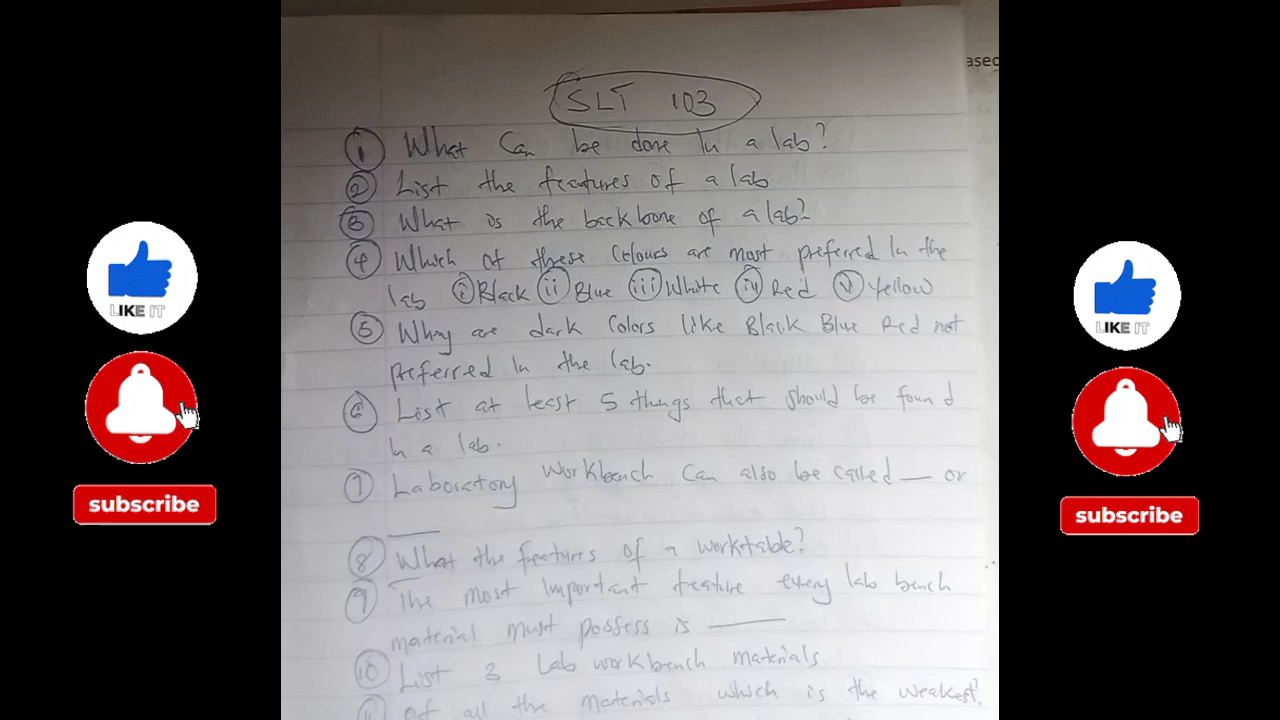 ased
SLT 103
① What can be done in a lab?
② List the features of a lab
③ What is the backbone of a lab?
④ Which of these colours are most preferred in the
lab ⓘ Black ⓘⓘ Blue ⓘⓘⓘ White ⓘⓥ Red ⓥ Yellow
⑤ Why are dark colors like Black Blue Red not
preferred in the lab.
⑥ List at least 5 things that should be found
in a lab.
⑦ Laboratory workbench can also be called — or
—
⑧ What the features of a worktable?
⑨ The most important feature every lab bench
material must possess is ——
⑩ List 3 Lab workbench materials
⑪ Of all the materials which is the weakest?
LIKE IT
subscribe
LIKE IT
subscribe